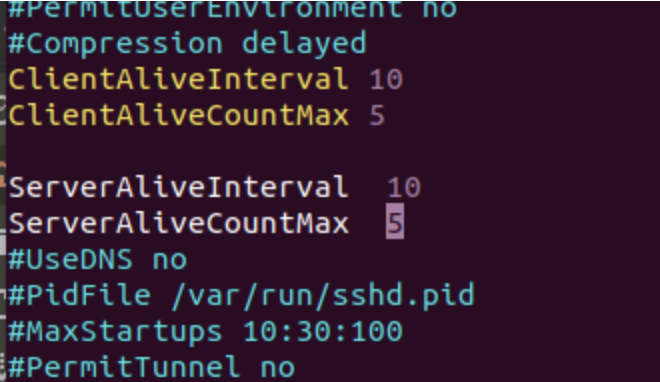 #PermitUserEnvironment no
#Compression delayed
ClientAliveInterval 10
ClientAliveCountMax 5
ServerAliveInterval  10
ServerAliveCountMax  5
#UseDNS no
#PidFile /var/run/sshd.pid
#MaxStartups 10:30:100
#PermitTunnel no